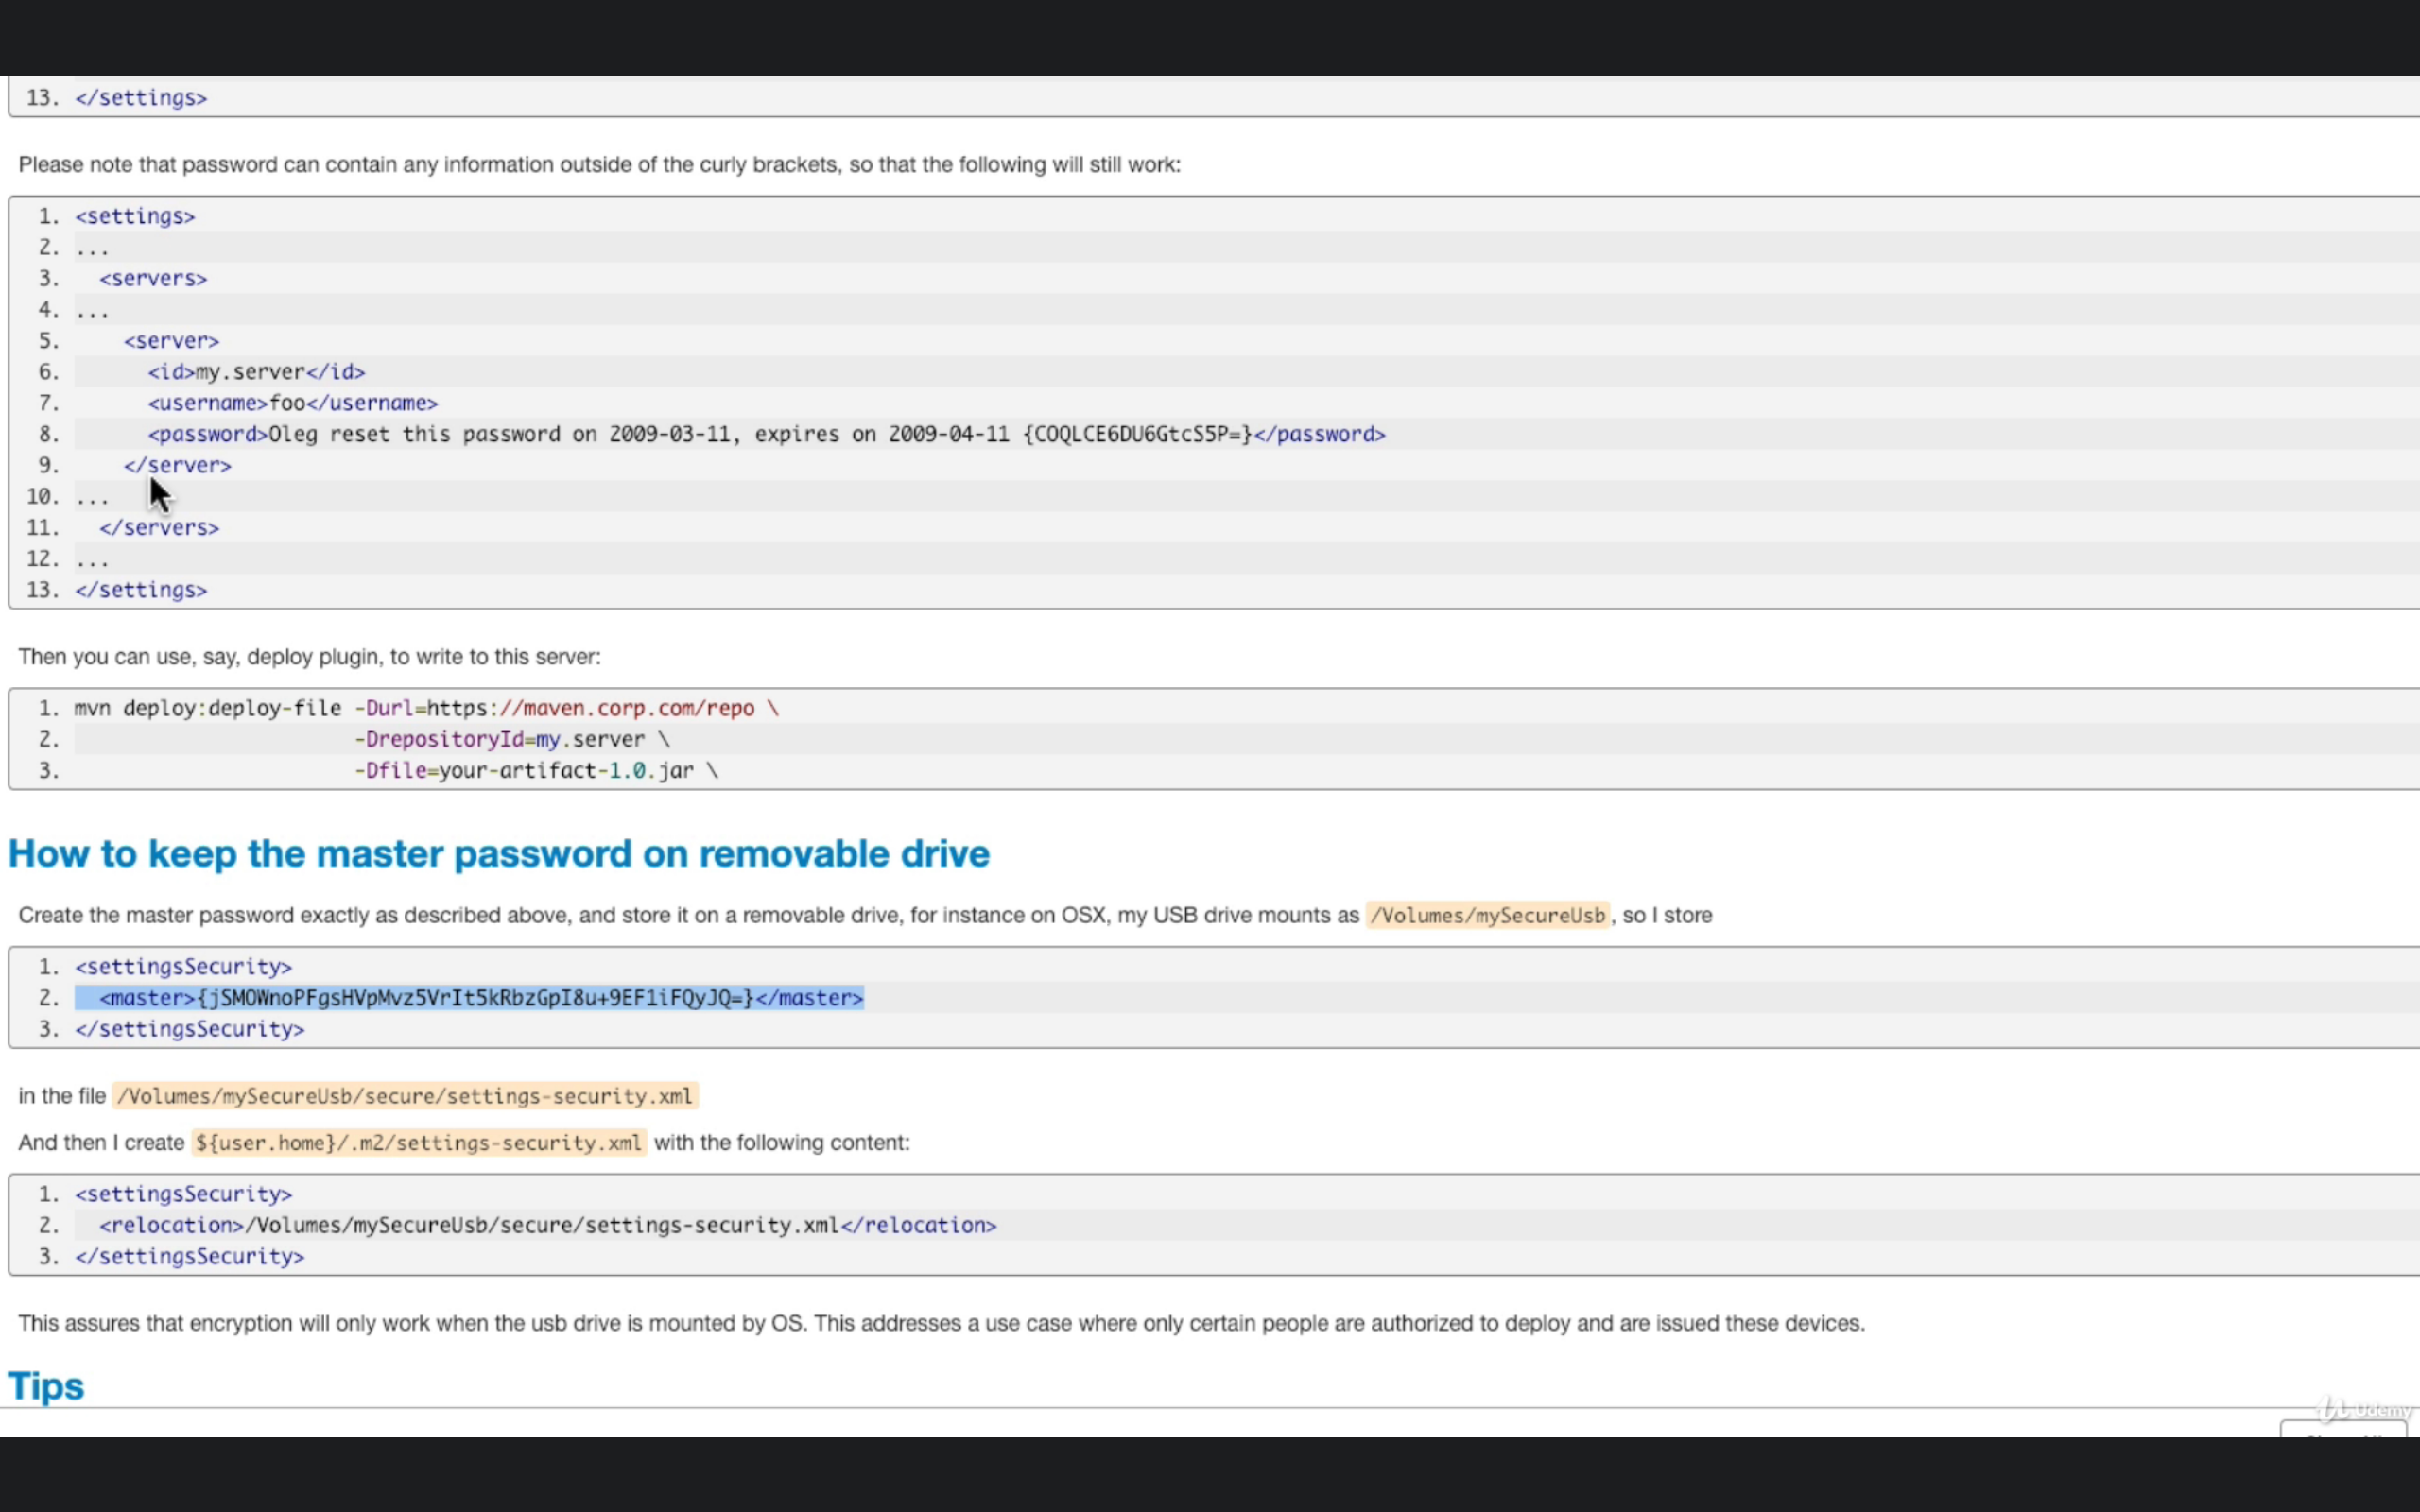 13. </settings>
Please note that password can contain any information outside of the curly brackets, so that the following will still work:
1. <settings>
2. ...
3.   <servers>
4. ...
5.     <server>
6.       <id>my.server</id>
7.       <username>foo</username>
8.       <password>Oleg reset this password on 2009-03-11, expires on 2009-04-11 {COQLCE6DU6GtcS5P=}</password>
9.     </server>
10. ...
11.   </servers>
12. ...
13. </settings>
Then you can use, say, deploy plugin, to write to this server:
1. mvn deploy:deploy-file -Durl=https://maven.corp.com/repo \
2.                        -DrepositoryId=my.server \
3.                        -Dfile=your-artifact-1.0.jar \
How to keep the master password on removable drive
Create the master password exactly as described above, and store it on a removable drive, for instance on OSX, my USB drive mounts as /Volumes/mySecureUsb, so I store
1. <settingsSecurity>
2.   <master>{jSMOWnoPFgsHVpMvz5VrIt5kRbzGpI8u+9EF1iFQyJQ=}</master>
3. </settingsSecurity>
in the file /Volumes/mySecureUsb/secure/settings-security.xml
And then I create ${user.home}/.m2/settings-security.xml with the following content:
1. <settingsSecurity>
2.   <relocation>/Volumes/mySecureUsb/secure/settings-security.xml</relocation>
3. </settingsSecurity>
This assures that encryption will only work when the usb drive is mounted by OS. This addresses a use case where only certain people are authorized to deploy and are issued these devices.
Tips
Udemy